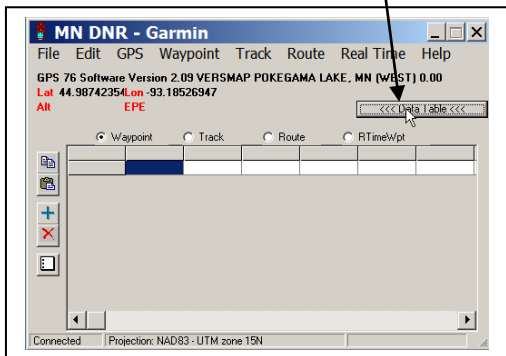 MN DNR - Garmin
File Edit GPS Waypoint Track Route Real Time Help
GPS 76 Software Version 2.09 VERSMAP POKEGAMA LAKE, MN (WEST) 0.00
Lat 44.98742354 Lon -93.18526947
Alt EPE
<<< Data Table <<<
Waypoint Track Route RTimeWpt
Connected Projection: NAD83 - UTM zone 15N